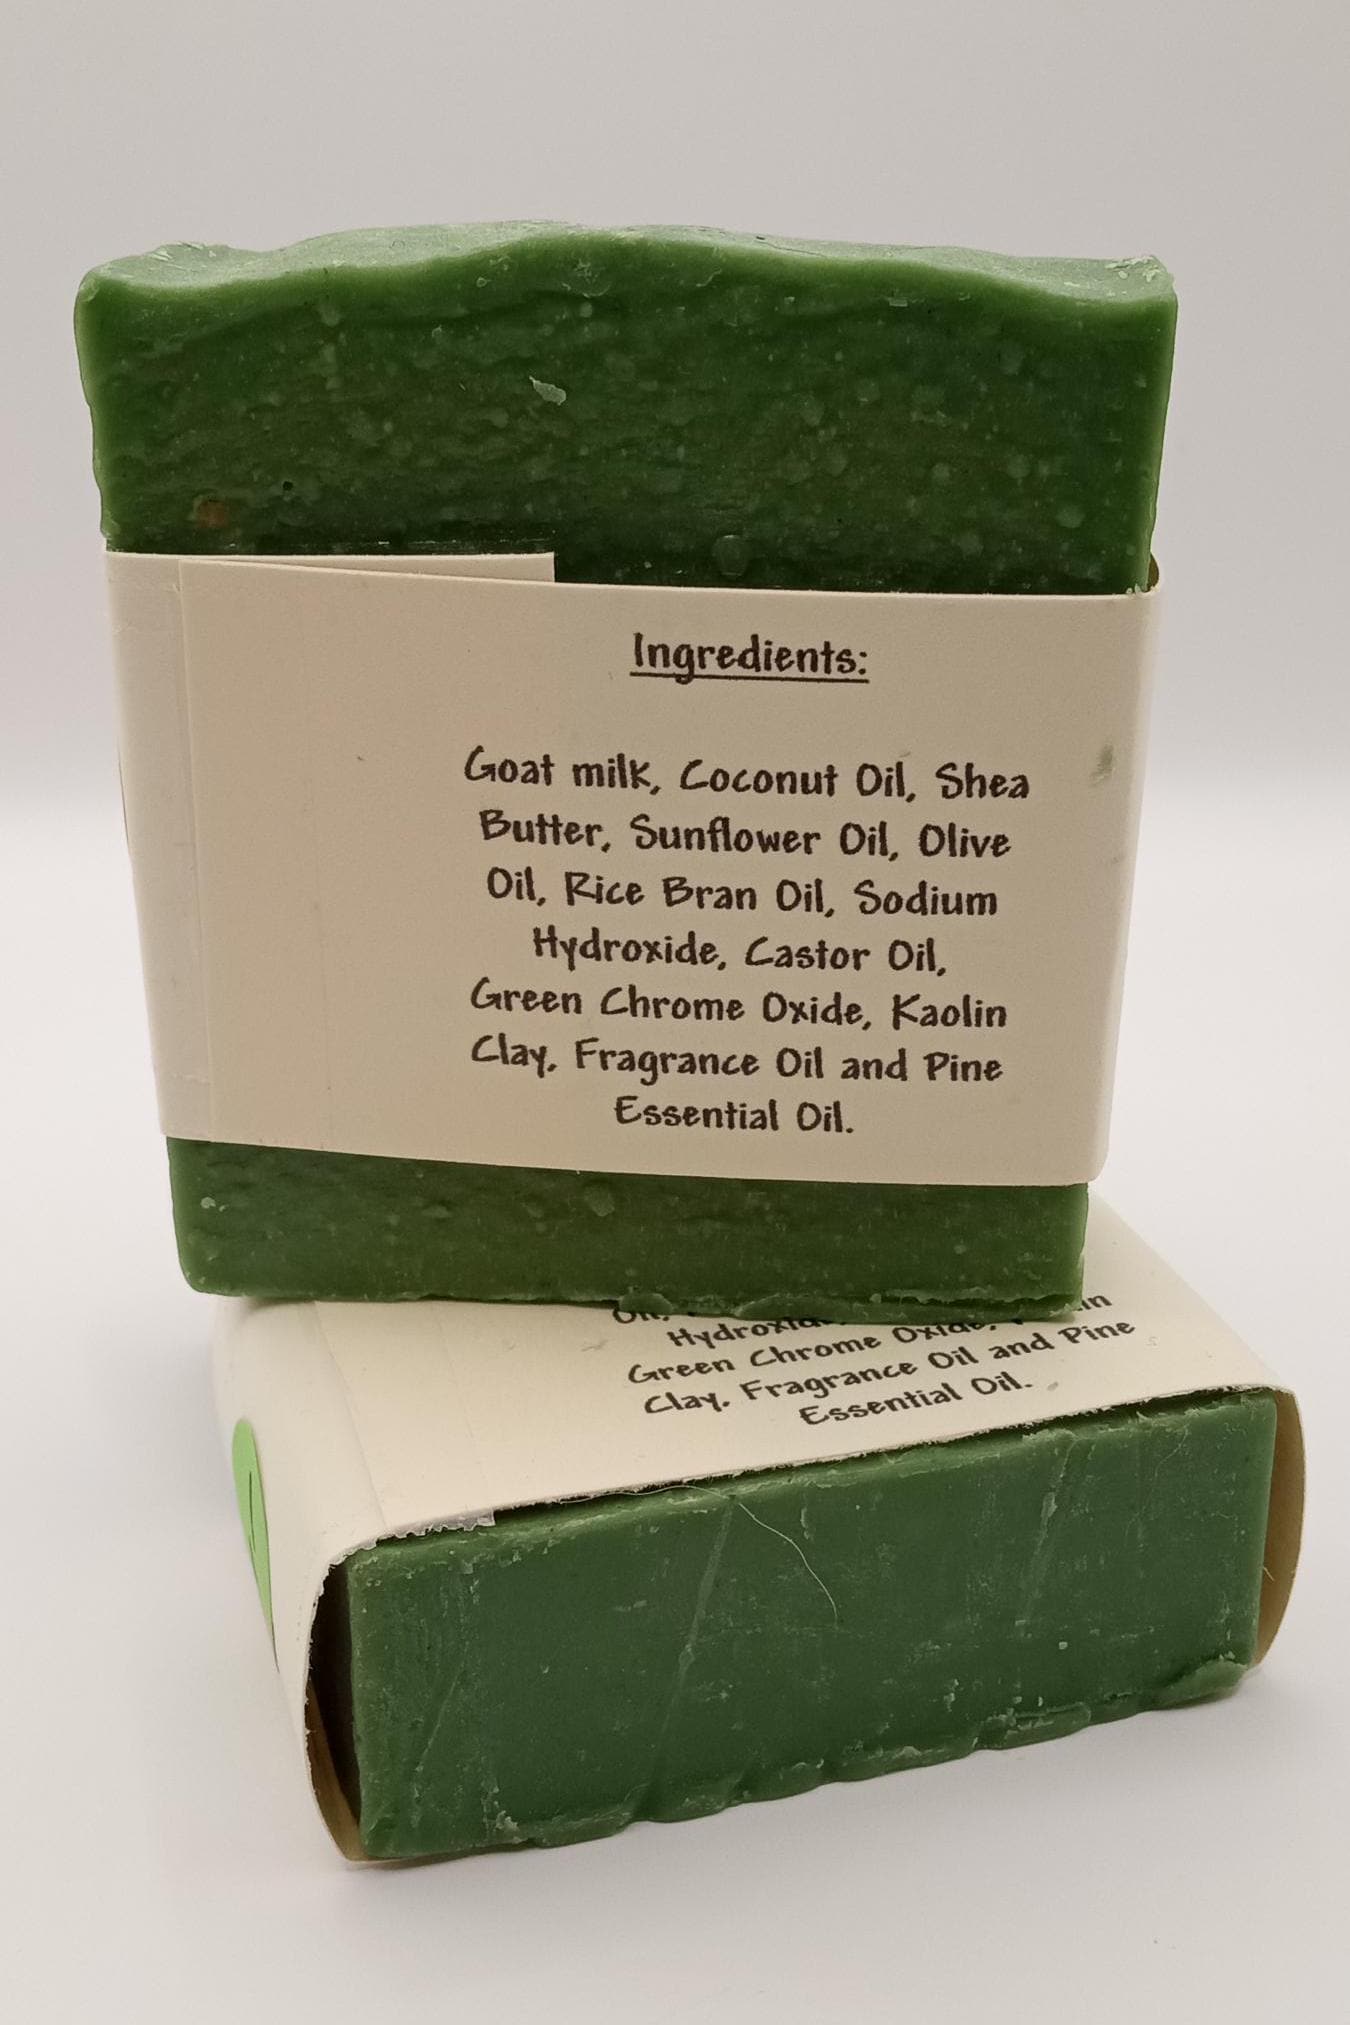 Ingredients:
Goat milk, Coconut Oil, Shea
Butter, Sunflower Oil, Olive
Oil, Rice Bran Oil, Sodium
Hydroxide, Castor Oil,
Green Chrome Oxide, Kaolin
Clay, Fragrance Oil and Pine
Essential Oil.
Oil,
Hydroxide,
Green Chrome Oxide,
Clay, Fragrance Oil and Pine
Essential Oil.